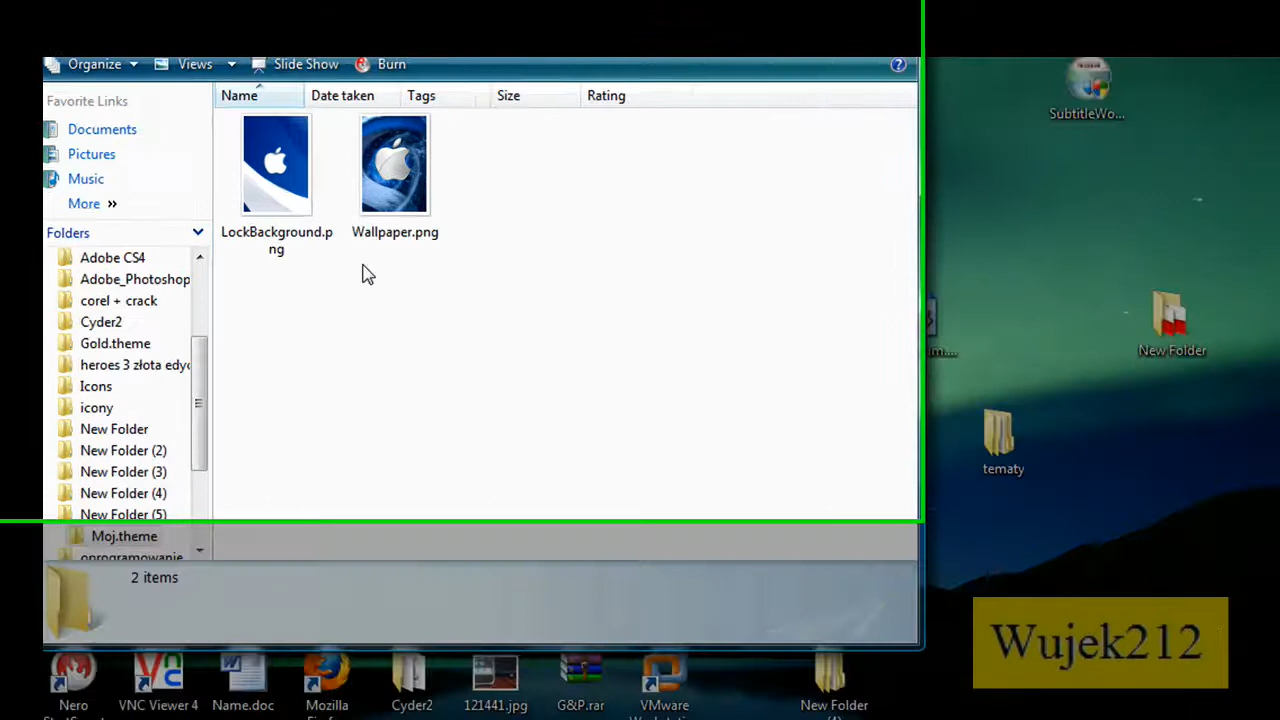 Organize
Views
Slide Show
Burn
?
Favorite Links
Name
Date taken
Tags
Size
Rating
Documents
Pictures
Music
More »
Folders
LockBackground.p
ng
Wallpaper.png
Adobe CS4
Adobe_Photoshop
corel + crack
Cyder2
Gold.theme
heroes 3 złota edyc
Icons
icony
New Folder
New Folder (2)
New Folder (3)
New Folder (4)
New Folder (5)
Moj.theme
oprogramowanie
2 items
SubtitleWo...
New Folder
tematy
Wujek212
Nero
VNC Viewer 4
Name.doc
Mozilla
Cyder2
121441.jpg
G&P.rar
VMware
New Folder